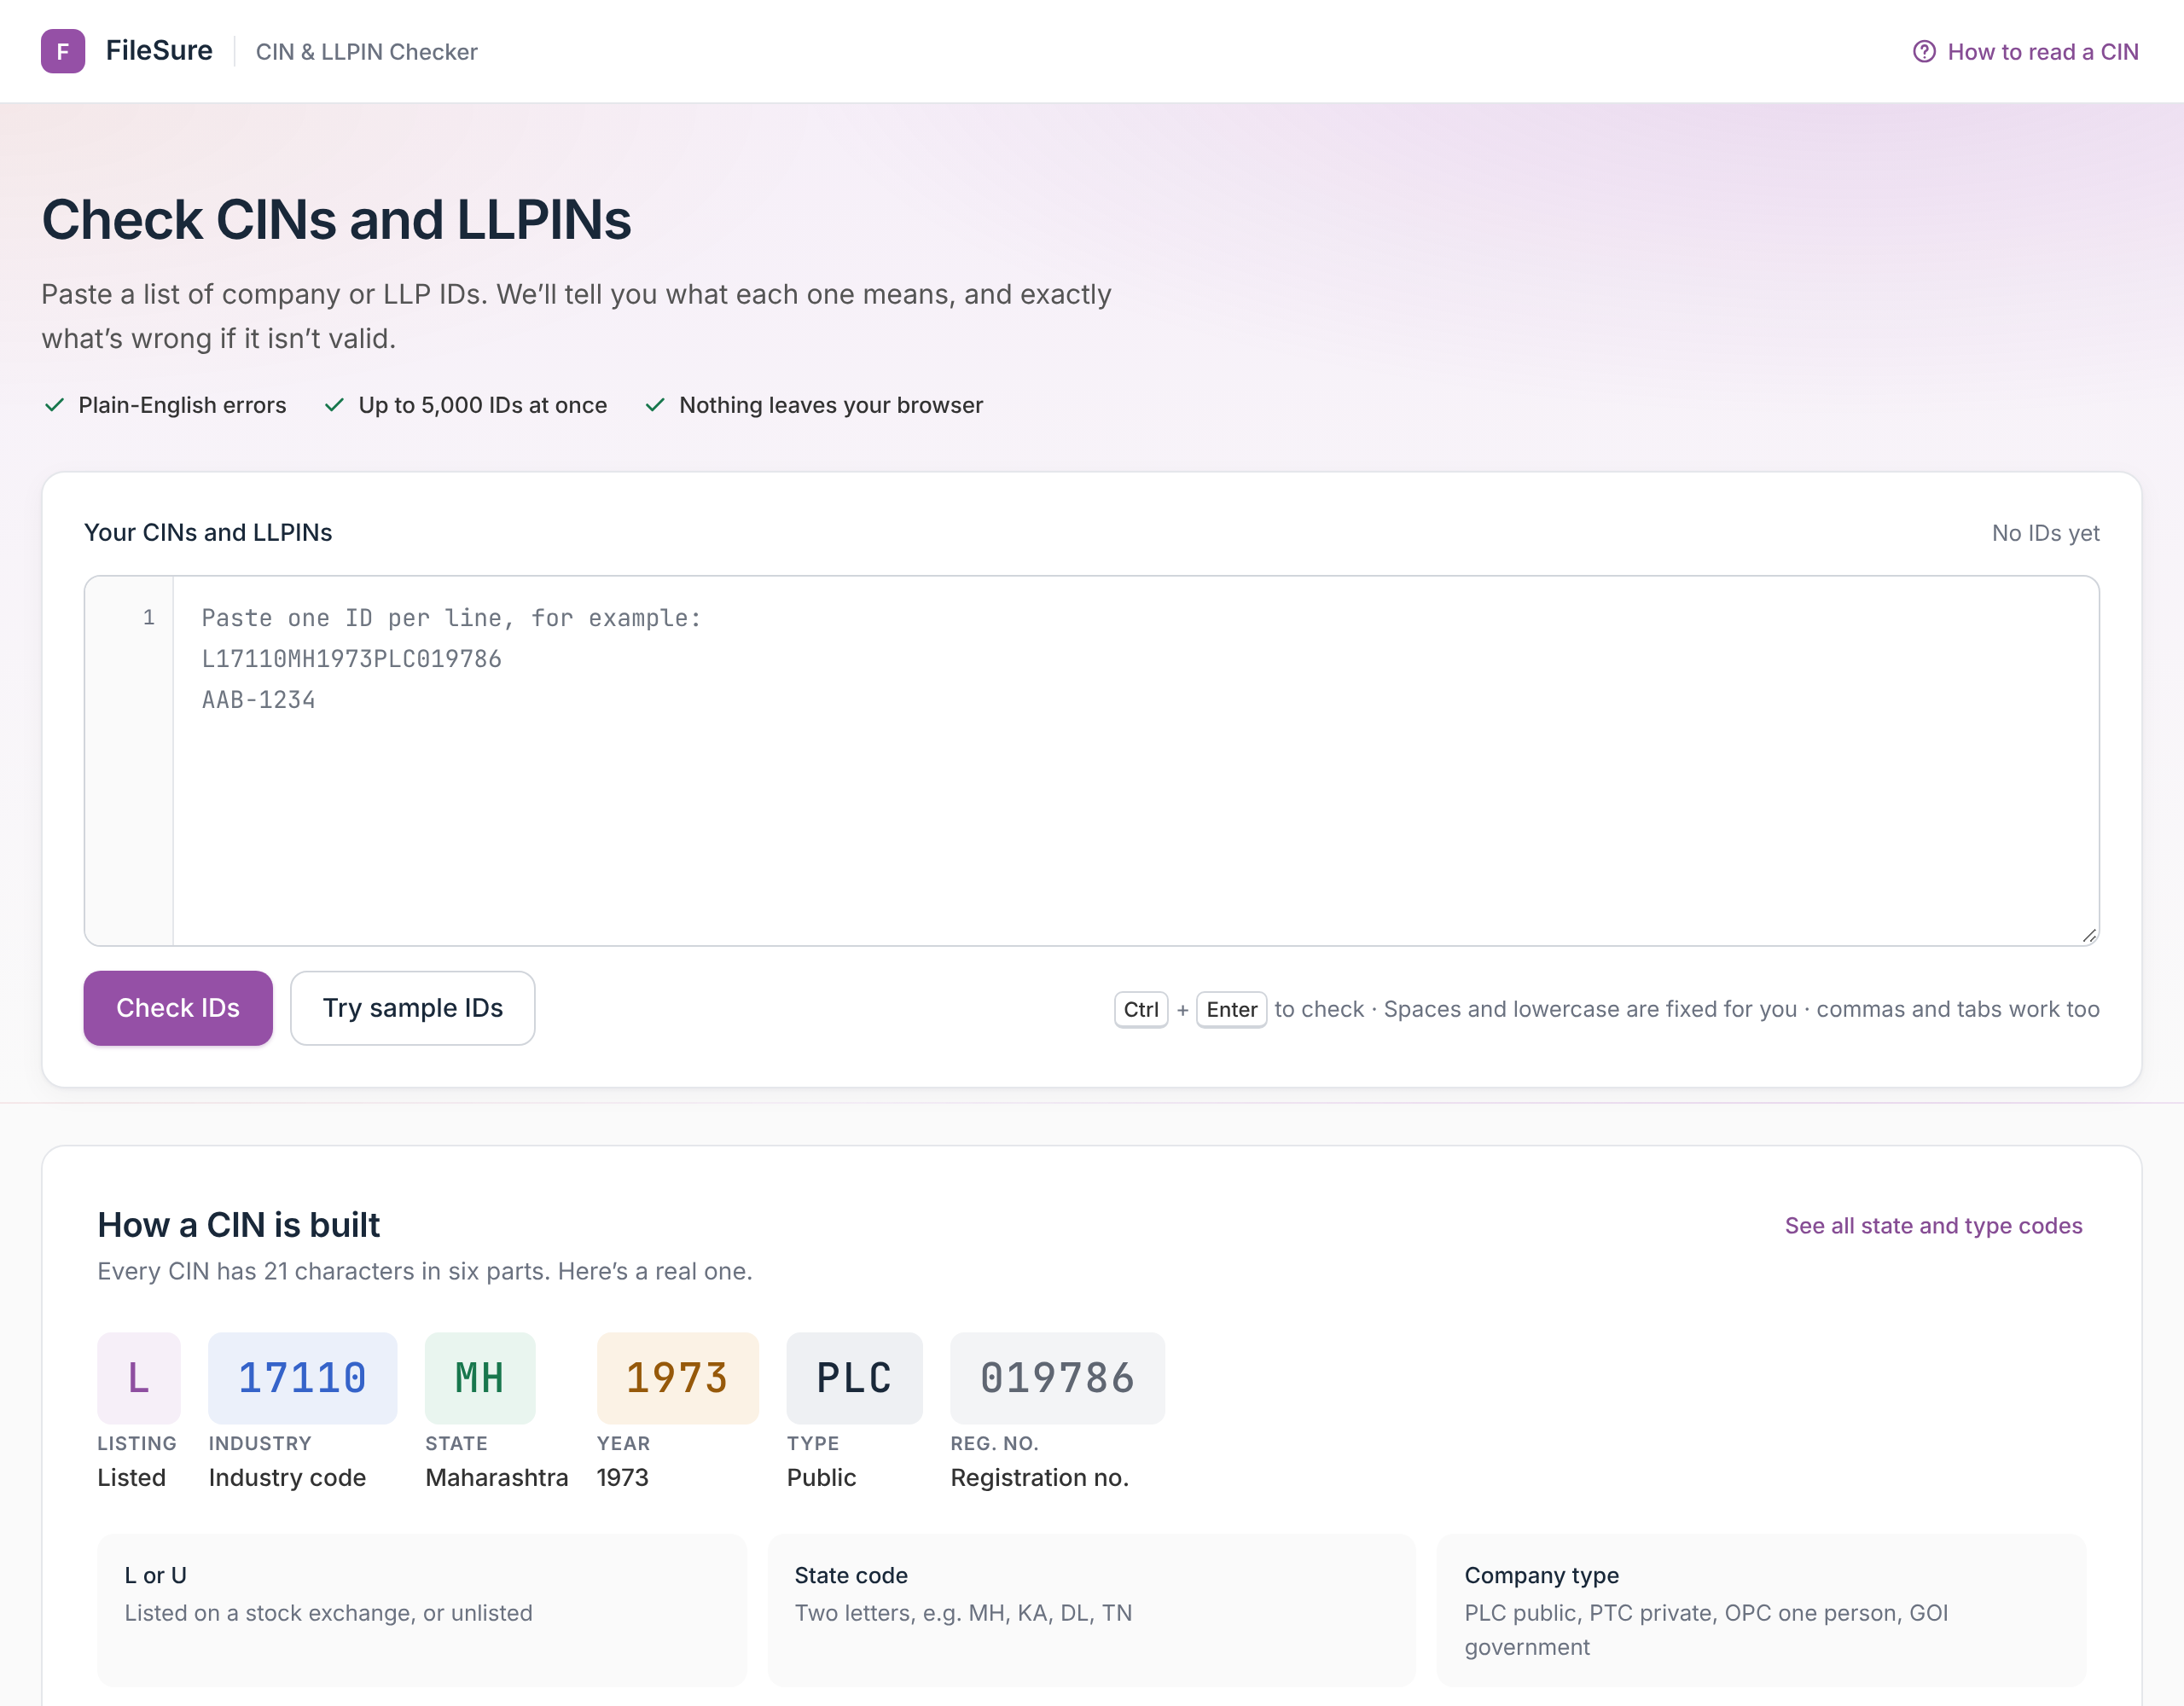 F FileSure CIN & LLPIN Checker How to read a CIN
Check CINs and LLPINs
Paste a list of company or LLP IDs. We’ll tell you what each one means, and exactly
what’s wrong if it isn’t valid.
Plain-English errors Up to 5,000 IDs at once Nothing leaves your browser
Your CINs and LLPINs No IDs yet
1 Paste one ID per line, for example:
L17110MH1973PLC019786
AAB-1234
Check IDs Try sample IDs Ctrl + Enter to check · Spaces and lowercase are fixed for you · commas and tabs work too
How a CIN is built See all state and type codes
Every CIN has 21 characters in six parts. Here’s a real one.
L 17110 MH 1973 PLC 019786
LISTING INDUSTRY STATE YEAR TYPE REG. NO.
Listed Industry code Maharashtra 1973 Public Registration no.
L or U State code Company type
Listed on a stock exchange, or unlisted Two letters, e.g. MH, KA, DL, TN PLC public, PTC private, OPC one person, GOI
government